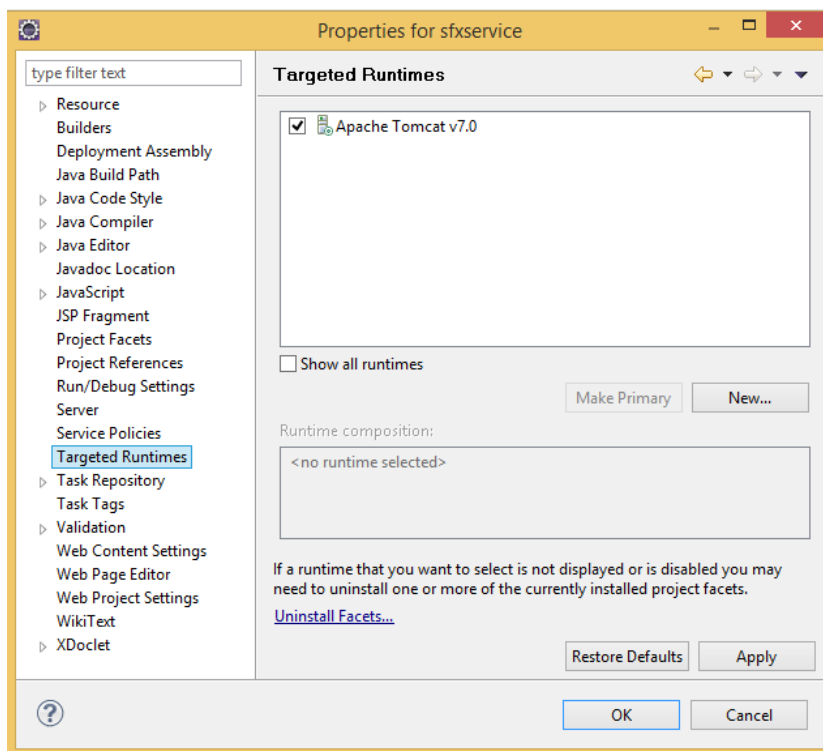 Properties for sfxservice
type filter text
Resource
Builders
Deployment Assembly
Java Build Path
Java Code Style
Java Compiler
Java Editor
Javadoc Location
JavaScript
JSP Fragment
Project Facets
Project References
Run/Debug Settings
Server
Service Policies
Targeted Runtimes
Task Repository
Task Tags
Validation
Web Content Settings
Web Page Editor
Web Project Settings
WikiText
XDoclet
Targeted Runtimes
Apache Tomcat v7.0
Show all runtimes
Make Primary
New...
Runtime composition:
<no runtime selected>
If a runtime that you want to select is not displayed or is disabled you may
need to uninstall one or more of the currently installed project facets.
Uninstall Facets...
Restore Defaults
Apply
OK
Cancel